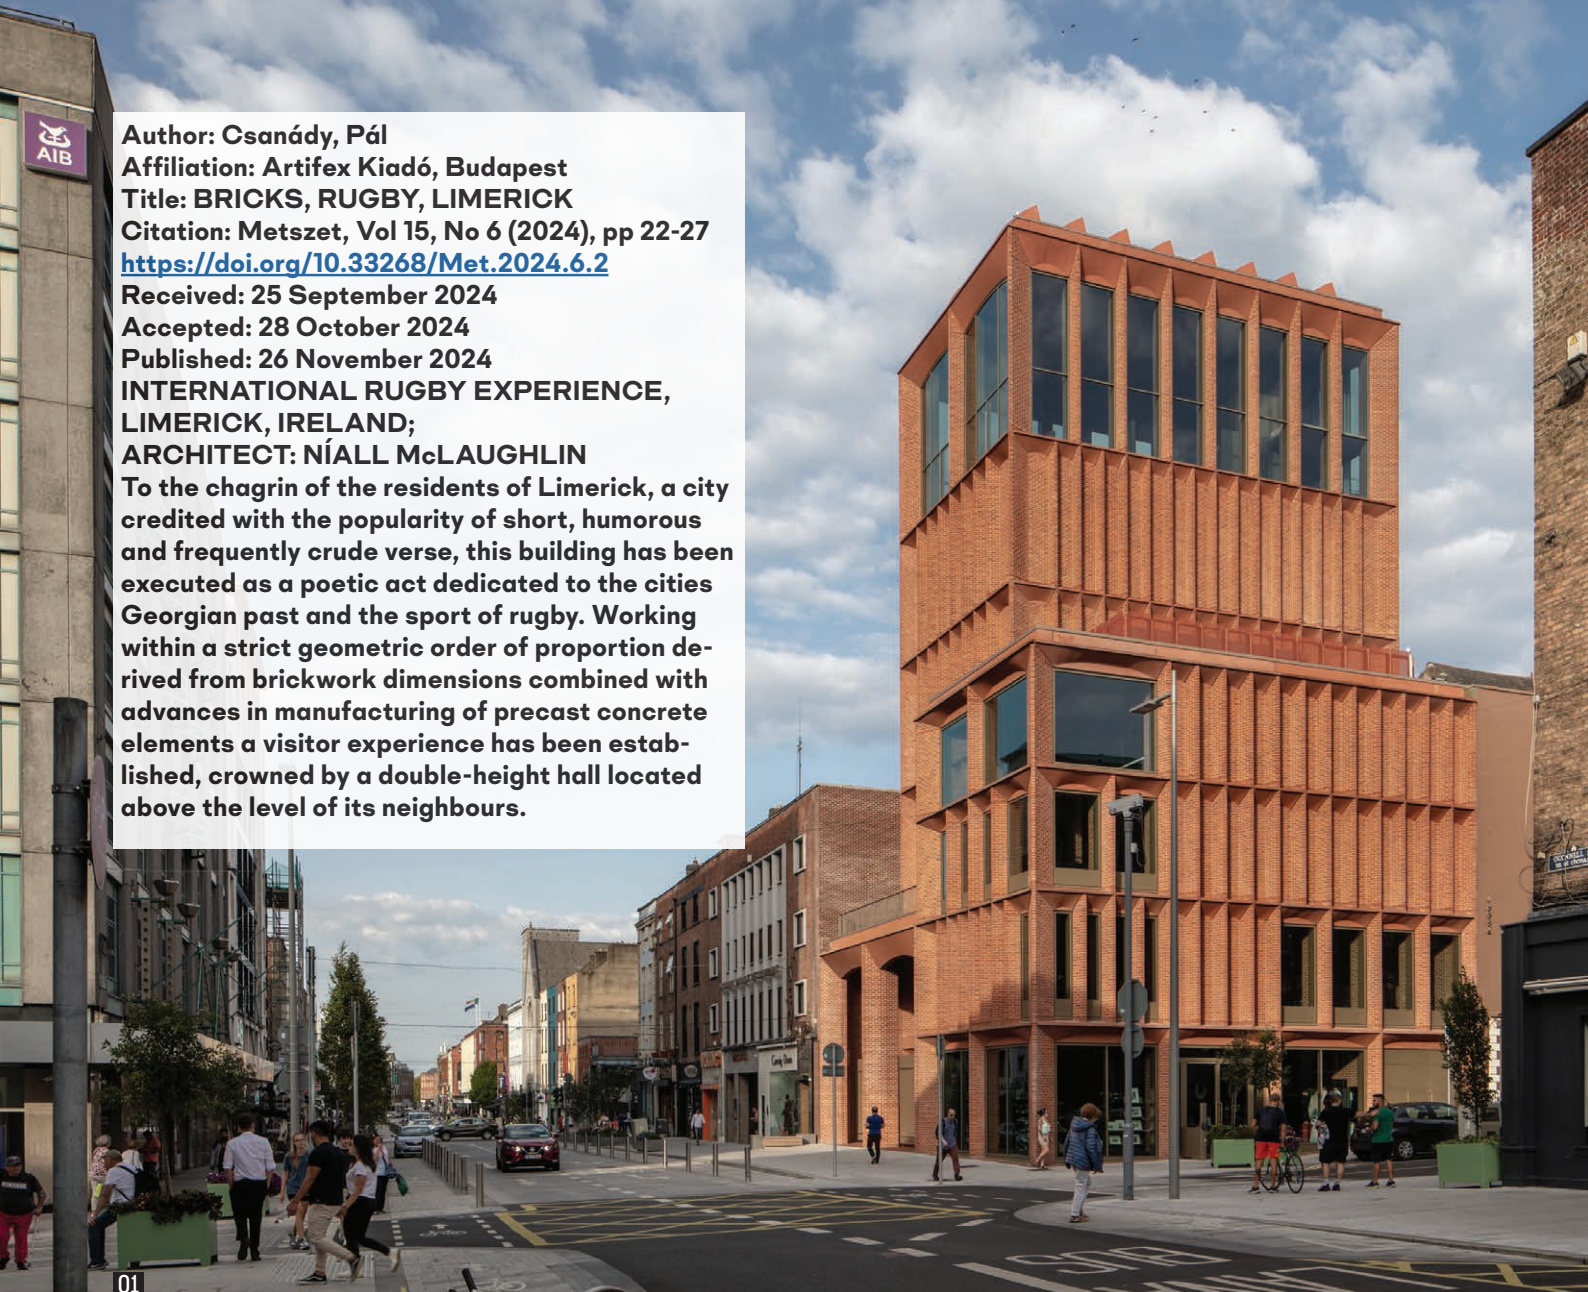 AIB
Author: Csanády, Pál
Affiliation: Artifex Kiadó, Budapest
Title: BRICKS, RUGBY, LIMERICK
Citation: Metszet, Vol 15, No 6 (2024), pp 22-27
https://doi.org/10.33268/Met.2024.6.2
Received: 25 September 2024
Accepted: 28 October 2024
Published: 26 November 2024
INTERNATIONAL RUGBY EXPERIENCE,
LIMERICK, IRELAND;
ARCHITECT: NÍALL McLAUGHLIN
To the chagrin of the residents of Limerick, a city
credited with the popularity of short, humorous
and frequently crude verse, this building has been
executed as a poetic act dedicated to the cities
Georgian past and the sport of rugby. Working
within a strict geometric order of proportion de-
rived from brickwork dimensions combined with
advances in manufacturing of precast concrete
elements a visitor experience has been estab-
lished, crowned by a double-height hall located
above the level of its neighbours.
BUS
01